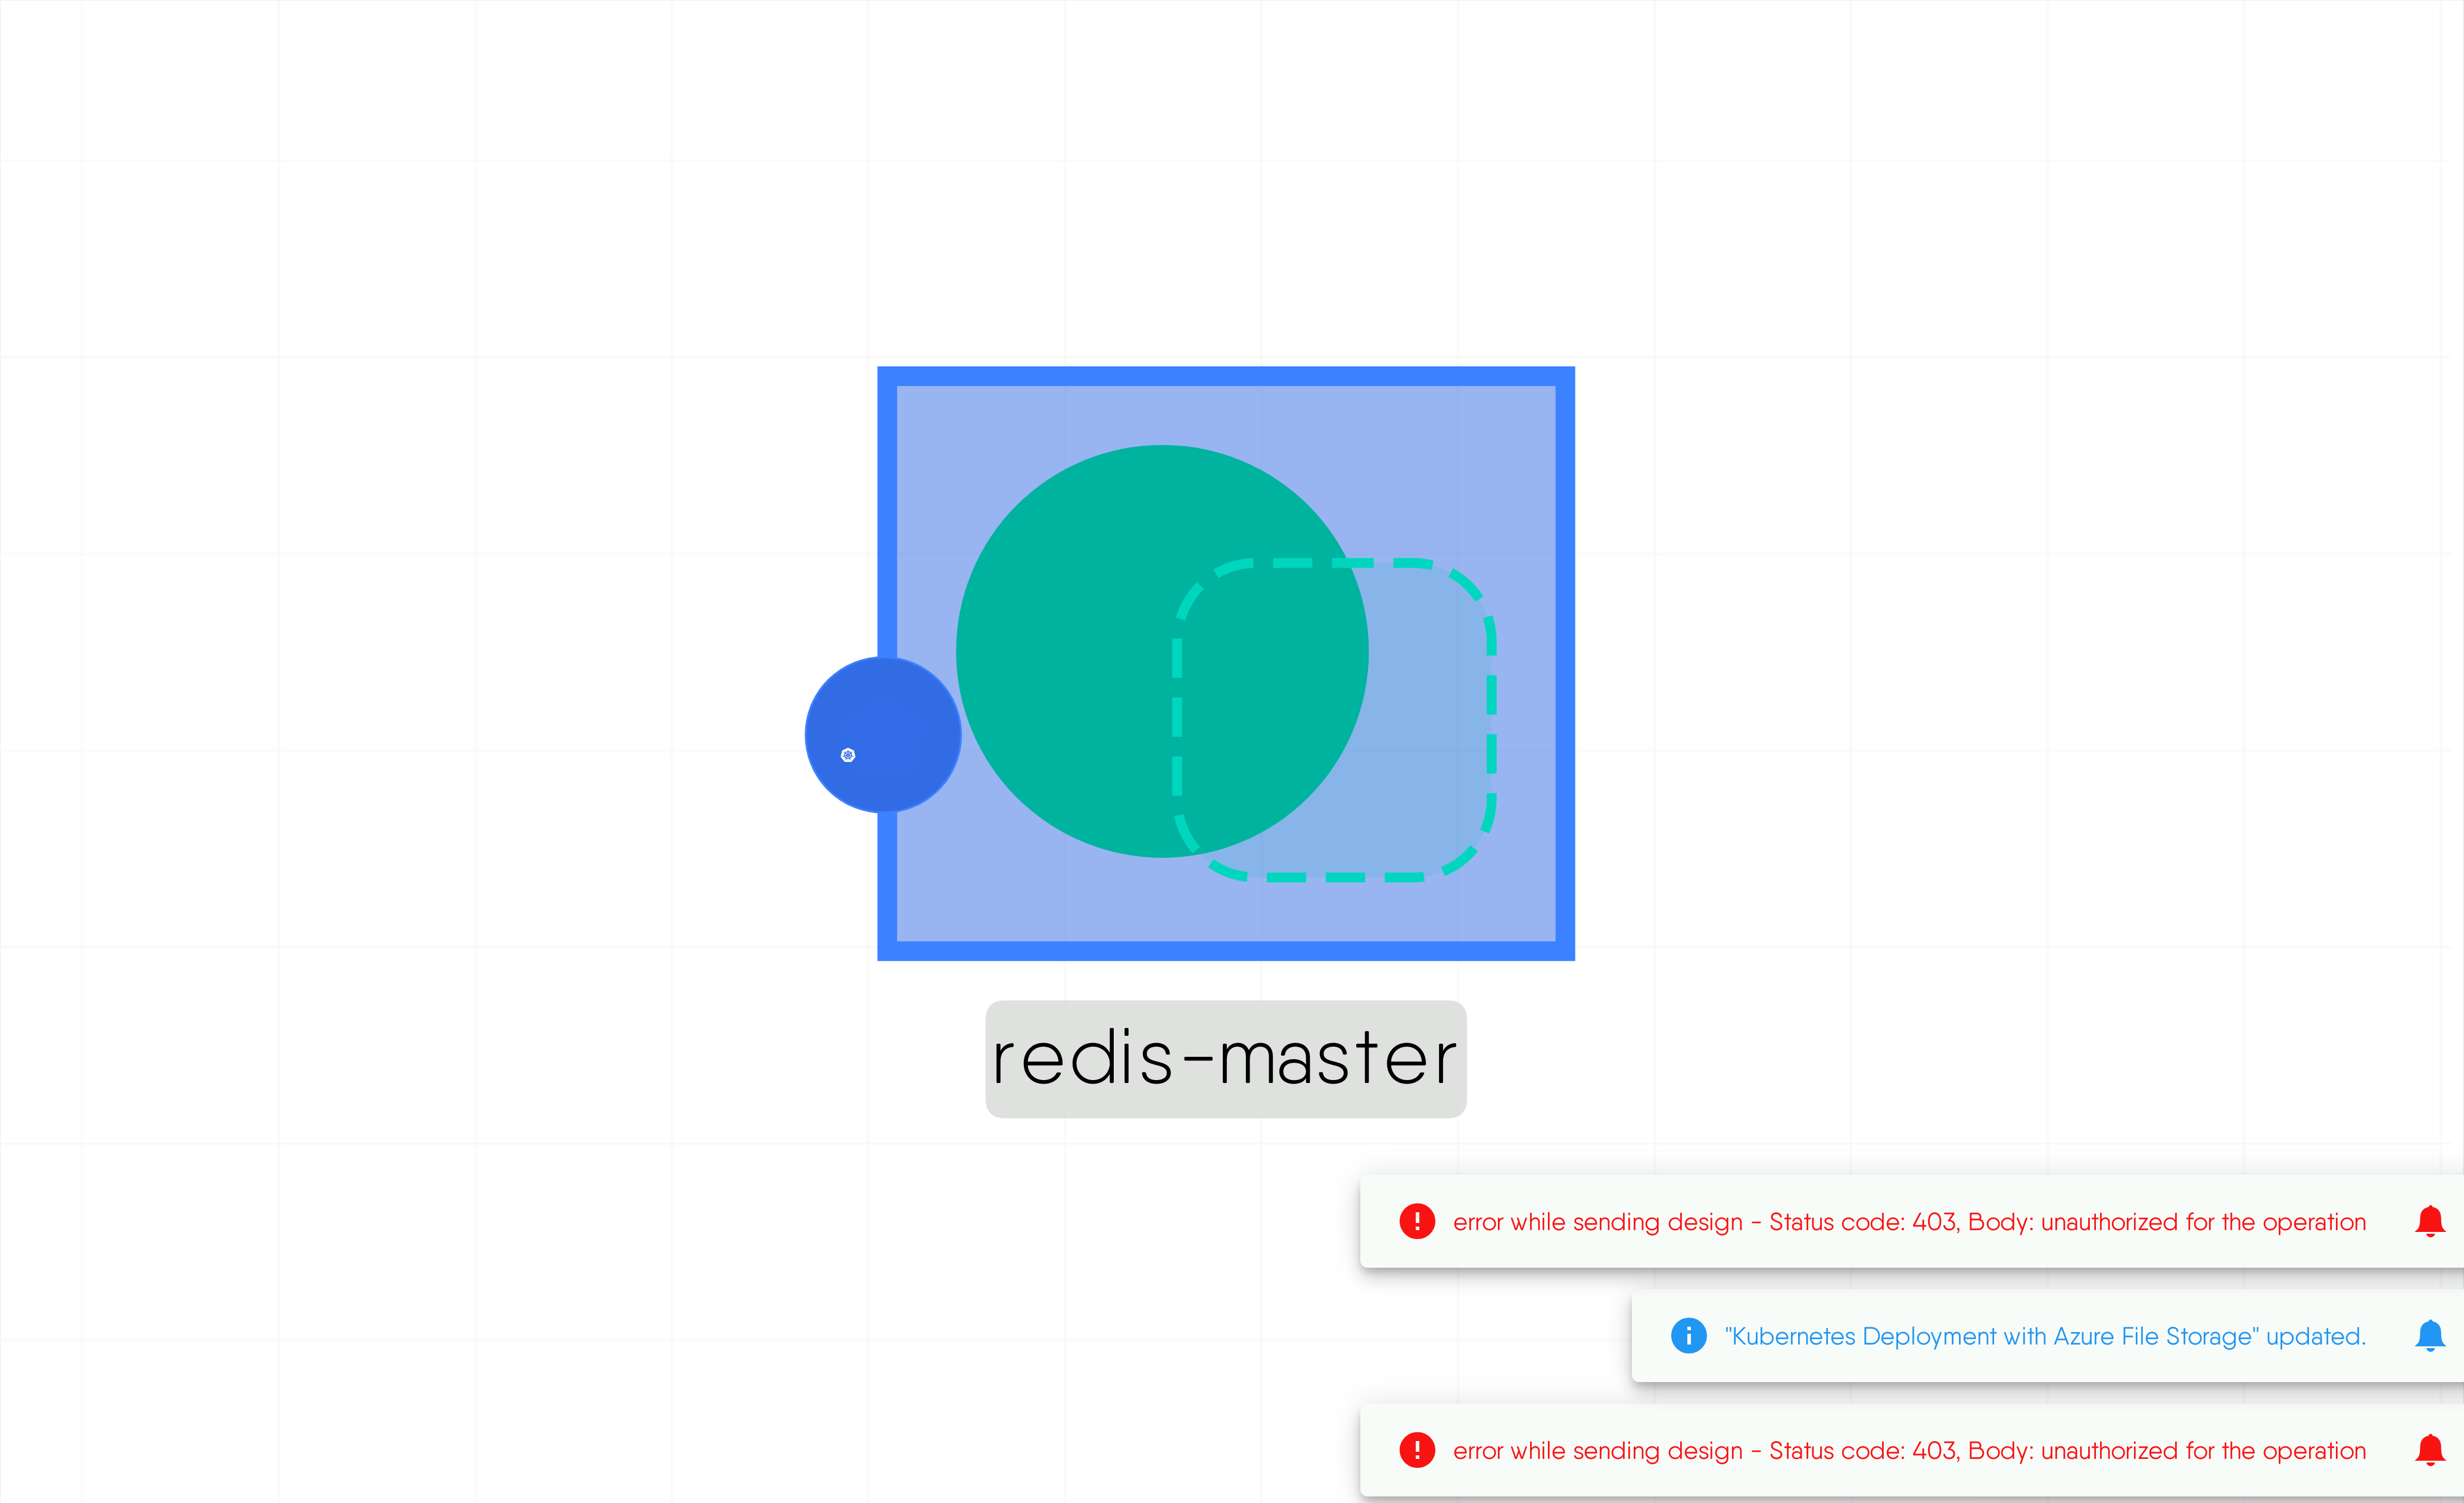 redis-master
error while sending design - Status code: 403, Body: unauthorized for the operation
"Kubernetes Deployment with Azure File Storage" updated.
error while sending design - Status code: 403, Body: unauthorized for the operation